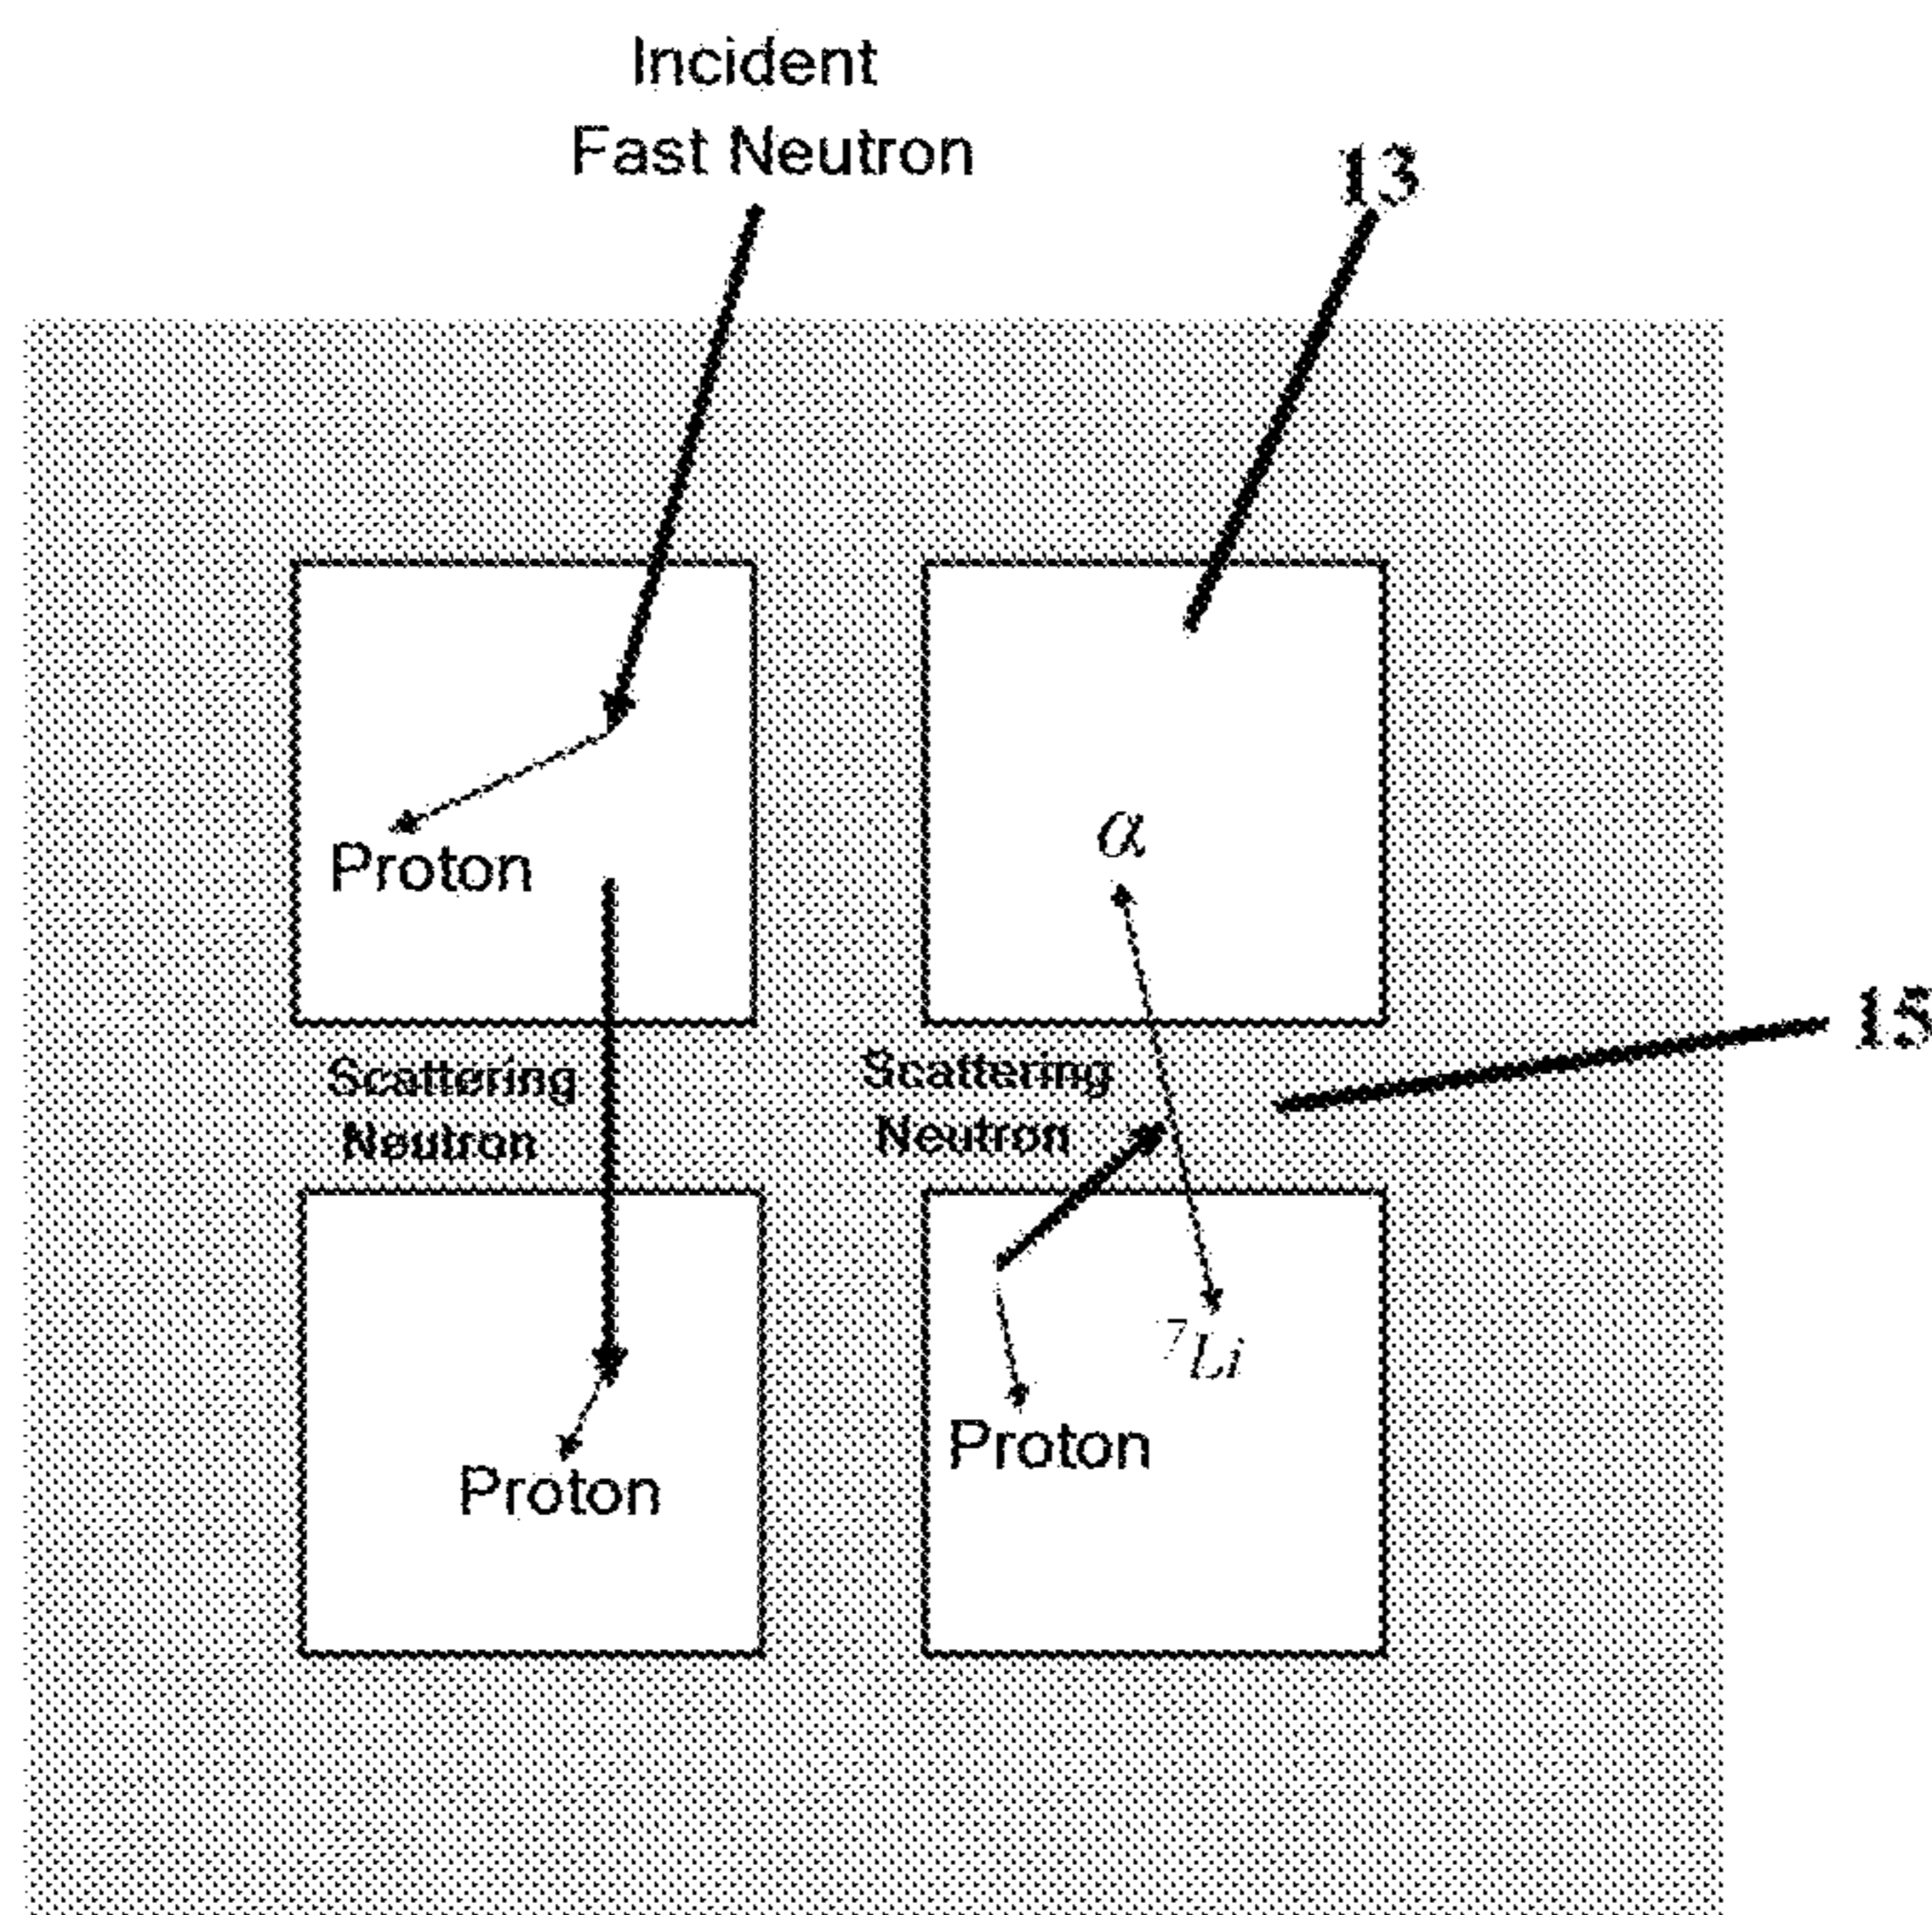 Incident
Fast Neutron
13
Proton
α
15
Scattering
Neutron
Scattering
Neutron
⁷Li
Proton
Proton